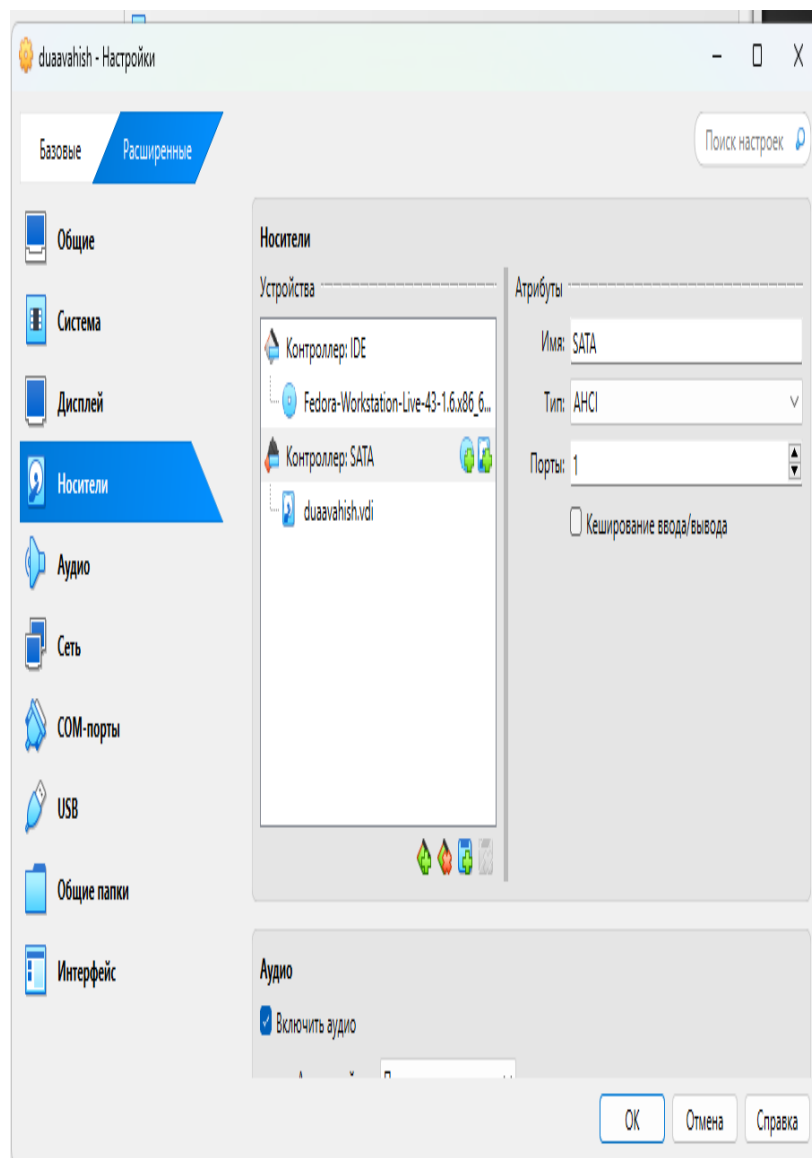 duaavahish - Настройки
Базовые
Расширенные
Поиск настроек
Общие
Система
Дисплей
Носители
Аудио
Сеть
COM-порты
USB
Общие папки
Интерфейс
Носители
Устройства
Контроллер: IDE
Fedora-Workstation-Live-43-1.6.x86_6...
Контроллер: SATA
duaavahish.vdi
Атрибуты
Имя: SATA
Тип: AHCI
Порты: 1
Кеширование ввода/вывода
Аудио
Включить аудио
OK
Отмена
Справка